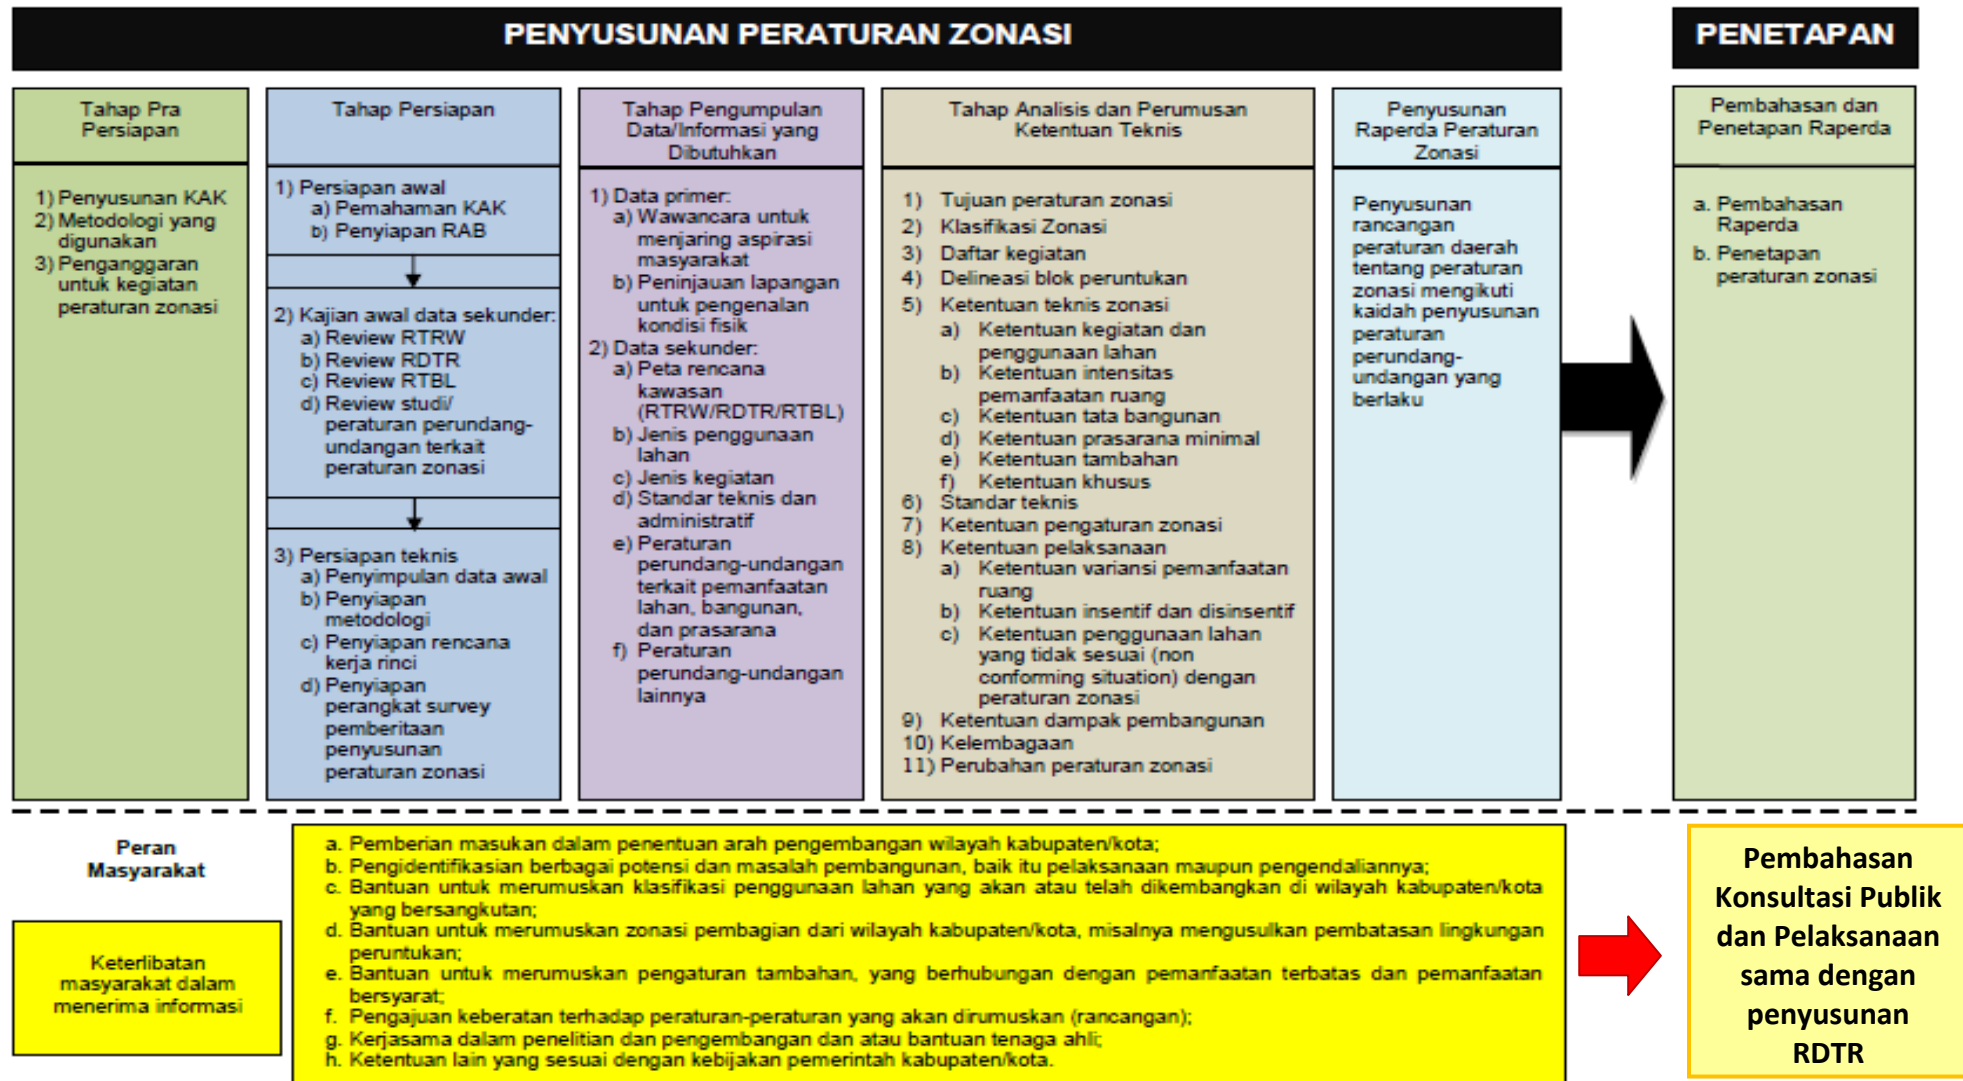 PENYUSUNAN PERATURAN ZONASI
PENETAPAN
Tahap Pra
Persiapan
1) Penyusunan KAK
2) Metodologi yang
digunakan
3) Penganggaran
untuk kegiatan
peraturan zonasi
Tahap Persiapan
1) Persiapan awal
a) Pemahaman KAK
b) Penyiapan RAB
2) Kajian awal data sekunder:
a) Review RTRW
b) Review RDTR
c) Review RTBL
d) Review studi/
peraturan perundang-
undangan terkait
peraturan zonasi
3) Persiapan teknis
a) Penyimpulan data awal
b) Penyiapan
metodologi
c) Penyiapan rencana
kerja rinci
d) Penyiapan
perangkat survey
pemberitaan
penyusunan
peraturan zonasi
Tahap Pengumpulan
Data/Informasi yang
Dibutuhkan
1) Data primer:
a) Wawancara untuk
menjaring aspirasi
masyarakat
b) Peninjauan lapangan
untuk pengenalan
kondisi fisik
2) Data sekunder:
a) Peta rencana
kawasan
(RTRW/RDTR/RTBL)
b) Jenis penggunaan
lahan
c) Jenis kegiatan
d) Standar teknis dan
administratif
e) Peraturan
perundang-undangan
terkait pemanfaatan
lahan, bangunan,
dan prasarana
f) Peraturan
perundang-undangan
lainnya
Tahap Analisis dan Perumusan
Ketentuan Teknis
1) Tujuan peraturan zonasi
2) Klasifikasi Zonasi
3) Daftar kegiatan
4) Delineasi blok peruntukan
5) Ketentuan teknis zonasi
a) Ketentuan kegiatan dan
penggunaan lahan
b) Ketentuan intensitas
pemanfaatan ruang
c) Ketentuan tata bangunan
d) Ketentuan prasarana minimal
e) Ketentuan tambahan
f) Ketentuan khusus
6) Standar teknis
7) Ketentuan pengaturan zonasi
8) Ketentuan pelaksanaan
a) Ketentuan variansi pemanfaatan
ruang
b) Ketentuan insentif dan disinsentif
c) Ketentuan penggunaan lahan
yang tidak sesuai (non
conforming situation) dengan
peraturan zonasi
9) Ketentuan dampak pembangunan
10) Kelembagaan
11) Perubahan peraturan zonasi
Penyusunan
Raperda Peraturan
Zonasi
Penyusunan
rancangan
peraturan daerah
tentang peraturan
zonasi mengikuti
kaidah penyusunan
peraturan
perundang-
undangan yang
berlaku
Pembahasan dan
Penetapan Raperda
a. Pembahasan
Raperda
b. Penetapan
peraturan zonasi
Peran
Masyarakat
Keterlibatan
masyarakat dalam
menerima informasi
a. Pemberian masukan dalam penentuan arah pengembangan wilayah kabupaten/kota;
b. Pengidentifikasian berbagai potensi dan masalah pembangunan, baik itu pelaksanaan maupun pengendaliannya;
c. Bantuan untuk merumuskan klasifikasi penggunaan lahan yang akan atau telah dikembangkan di wilayah kabupaten/kota
yang bersangkutan;
d. Bantuan untuk merumuskan zonasi pembagian dari wilayah kabupaten/kota, misalnya mengusulkan pembatasan lingkungan
peruntukan;
e. Bantuan untuk merumuskan pengaturan tambahan, yang berhubungan dengan pemanfaatan terbatas dan pemanfaatan
bersyarat;
f. Pengajuan keberatan terhadap peraturan-peraturan yang akan dirumuskan (rancangan);
g. Kerjasama dalam penelitian dan pengembangan dan atau bantuan tenaga ahli;
h. Ketentuan lain yang sesuai dengan kebijakan pemerintah kabupaten/kota.
Pembahasan
Konsultasi Publik
dan Pelaksanaan
sama dengan
penyusunan
RDTR